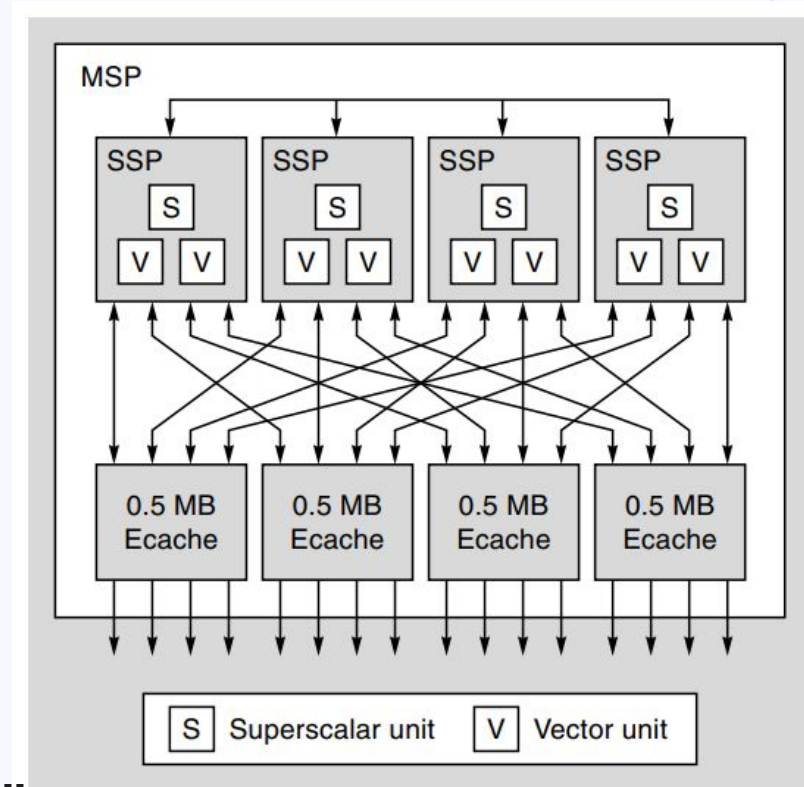 MSP
SSP SSP SSP SSP
S S S S
V V V V V V V V
0.5 MB 0.5 MB 0.5 MB 0.5 MB
Ecache Ecache Ecache Ecache
S Superscalar unit V Vector unit